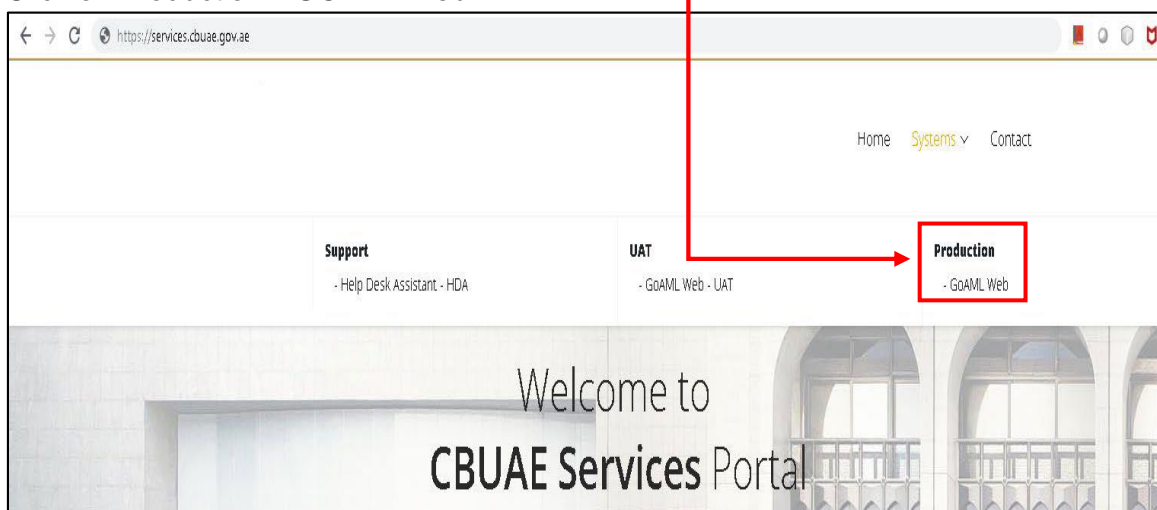 https://services.cbuae.gov.ae
Home Systems Contact
Support UAT Production
- Help Desk Assistant - HDA - GoAML Web - UAT - GoAML Web
Welcome to
CBUAE Services Portal